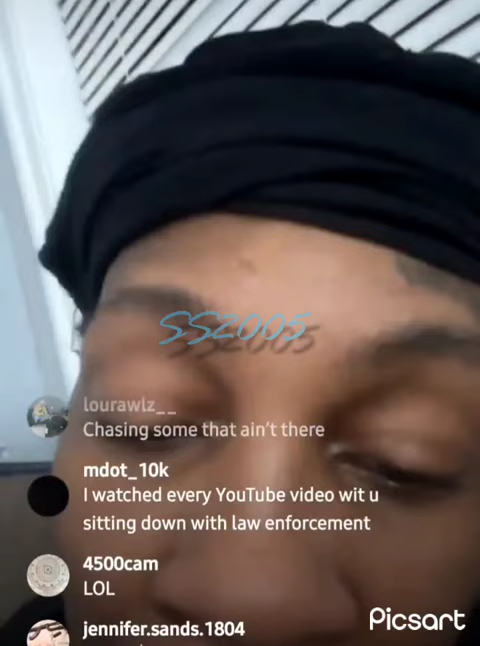 SS2005
lourawlz__
Chasing some that ain't there
mdot_10k
I watched every YouTube video wit u
sitting down with law enforcement
4500cam
LOL
jennifer.sands.1804
Picsart